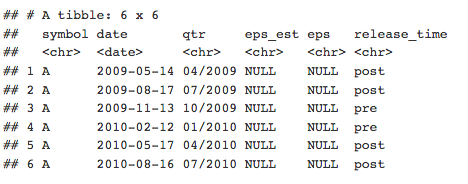 ## # A tibble: 6 x 6
##   symbol date       qtr     eps_est eps   release_time
##   <chr>  <date>     <chr>   <chr>   <chr> <chr>
## 1 A      2009-05-14 04/2009 NULL    NULL  post
## 2 A      2009-08-17 07/2009 NULL    NULL  post
## 3 A      2009-11-13 10/2009 NULL    NULL  pre
## 4 A      2010-02-12 01/2010 NULL    NULL  pre
## 5 A      2010-05-17 04/2010 NULL    NULL  post
## 6 A      2010-08-16 07/2010 NULL    NULL  post